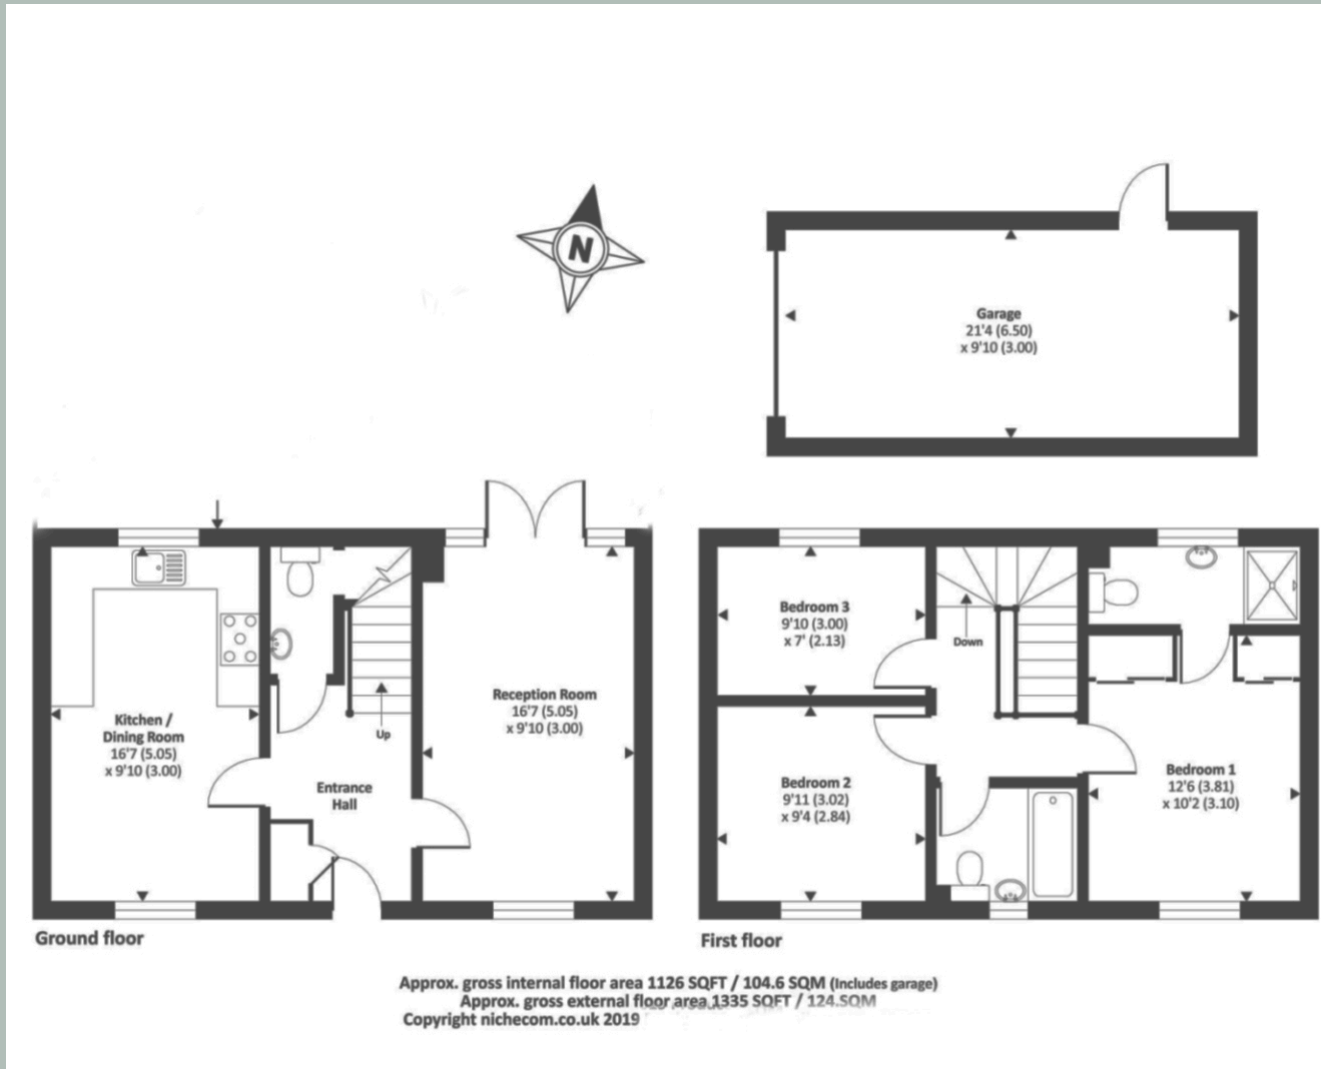 N
Garage
21'4 (6.50)
x 9'10 (3.00)
Kitchen /
Dining Room
16'7 (5.05)
x 9'10 (3.00)
Up
Entrance
Hall
Reception Room
16'7 (5.05)
x 9'10 (3.00)
Ground floor
Bedroom 3
9'10 (3.00)
x 7' (2.13)
Down
Bedroom 2
9'11 (3.02)
x 9'4 (2.84)
Bedroom 1
12'6 (3.81)
x 10'2 (3.10)
First floor
Approx. gross internal floor area 1126 SQFT / 104.6 SQM (Includes garage)
Approx. gross external floor area 1335 SQFT / 124.SQM
Copyright nichecom.co.uk 2019